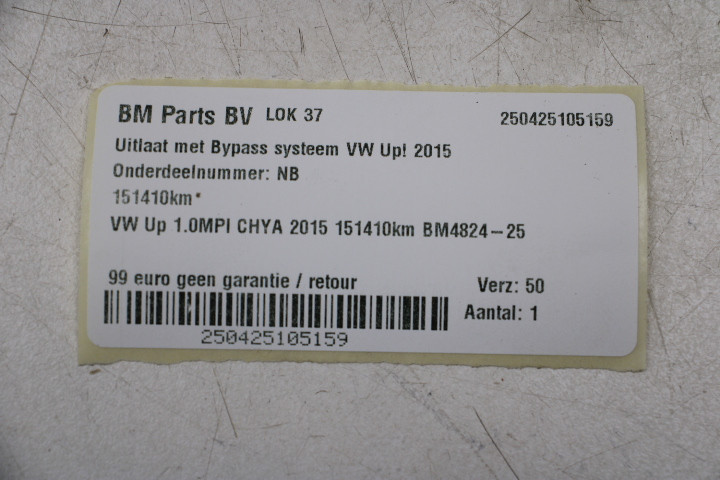 BM Parts BV LOK 37 250425105159
Uitlaat met Bypass systeem VW Up! 2015
Onderdeelnummer: NB
151410km*
VW Up 1.0MPI CHYA 2015 151410km BM4824-25
99 euro geen garantie / retour Verz: 50
Aantal: 1
250425105159